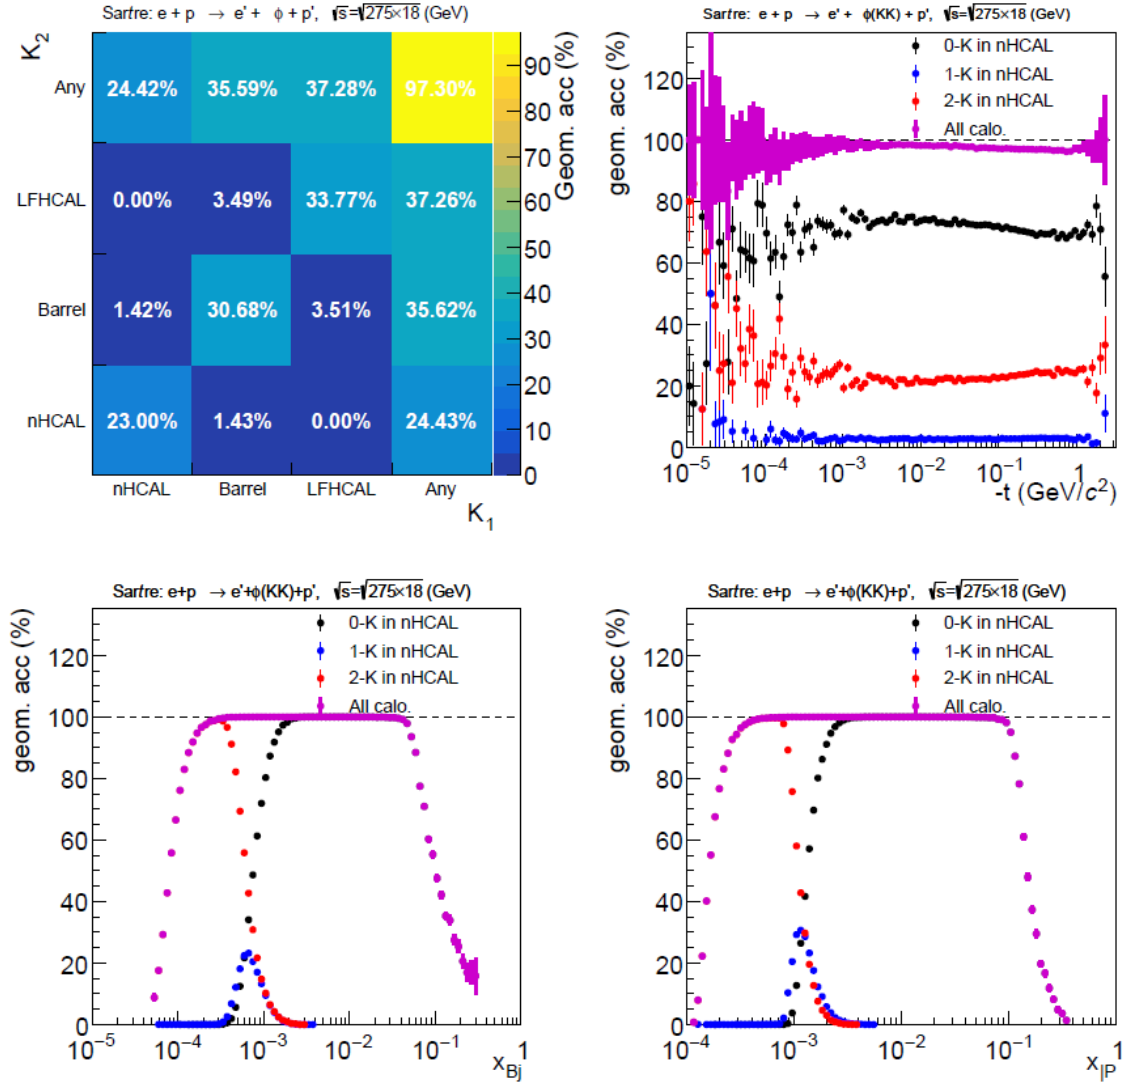 Sartre: e + p → e' + ϕ + p', √s=√275×18 (GeV)
K2
Any
LFHCAL
Barrel
nHCAL
24.42% 35.59% 37.28% 97.30%
0.00% 3.49% 33.77% 37.26%
1.42% 30.68% 3.51% 35.62%
23.00% 1.43% 0.00% 24.43%
nHCAL Barrel LFHCAL Any
K1
Geom. acc (%)
90
80
70
60
50
40
30
20
10
0
Sartre: e + p → e' + ϕ(KK) + p', √s=√275×18 (GeV)
geom. acc (%)
0-K in nHCAL
1-K in nHCAL
2-K in nHCAL
All calo.
120
100
80
60
40
20
0
10⁻⁵ 10⁻⁴ 10⁻³ 10⁻² 10⁻¹ 1
-t (GeV/c²)
Sartre: e+p → e'+ϕ(KK)+p', √s=√275×18 (GeV)
geom. acc (%)
0-K in nHCAL
1-K in nHCAL
2-K in nHCAL
All calo.
120
100
80
60
40
20
0
10⁻⁵ 10⁻⁴ 10⁻³ 10⁻² 10⁻¹ 1
xBj
Sartre: e+p → e'+ϕ(KK)+p', √s=√275×18 (GeV)
geom. acc (%)
0-K in nHCAL
1-K in nHCAL
2-K in nHCAL
All calo.
120
100
80
60
40
20
0
10⁻⁴ 10⁻³ 10⁻² 10⁻¹ 1
x|P